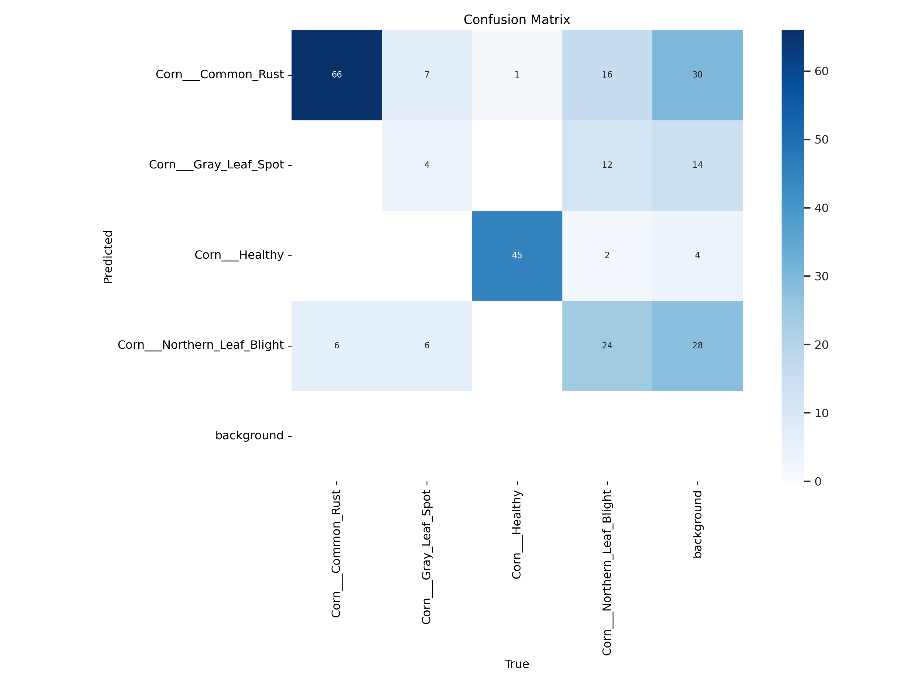 Confusion Matrix
Corn___Common_Rust
66 7 1 16 30
Corn___Gray_Leaf_Spot
4 12 14
Corn___Healthy
45 2 4
Corn___Northern_Leaf_Blight
6 6 24 28
background
Predicted
60
50
40
30
20
10
0
Corn___Common_Rust
Corn___Gray_Leaf_Spot
Corn___Healthy
Corn___Northern_Leaf_Blight
background
True